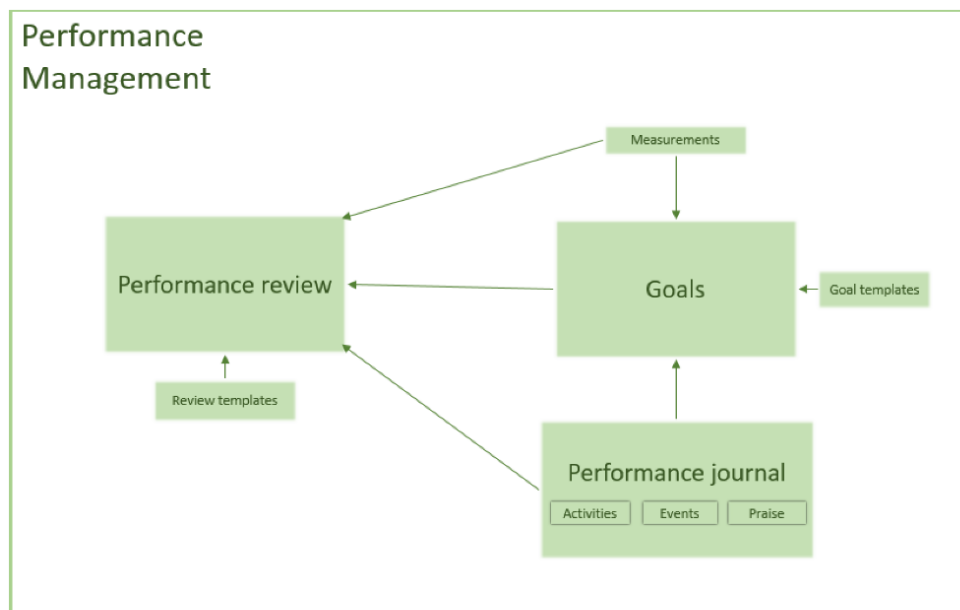 Performance
Management
Measurements
Performance review
Goals
Goal templates
Review templates
Performance journal
Activities
Events
Praise